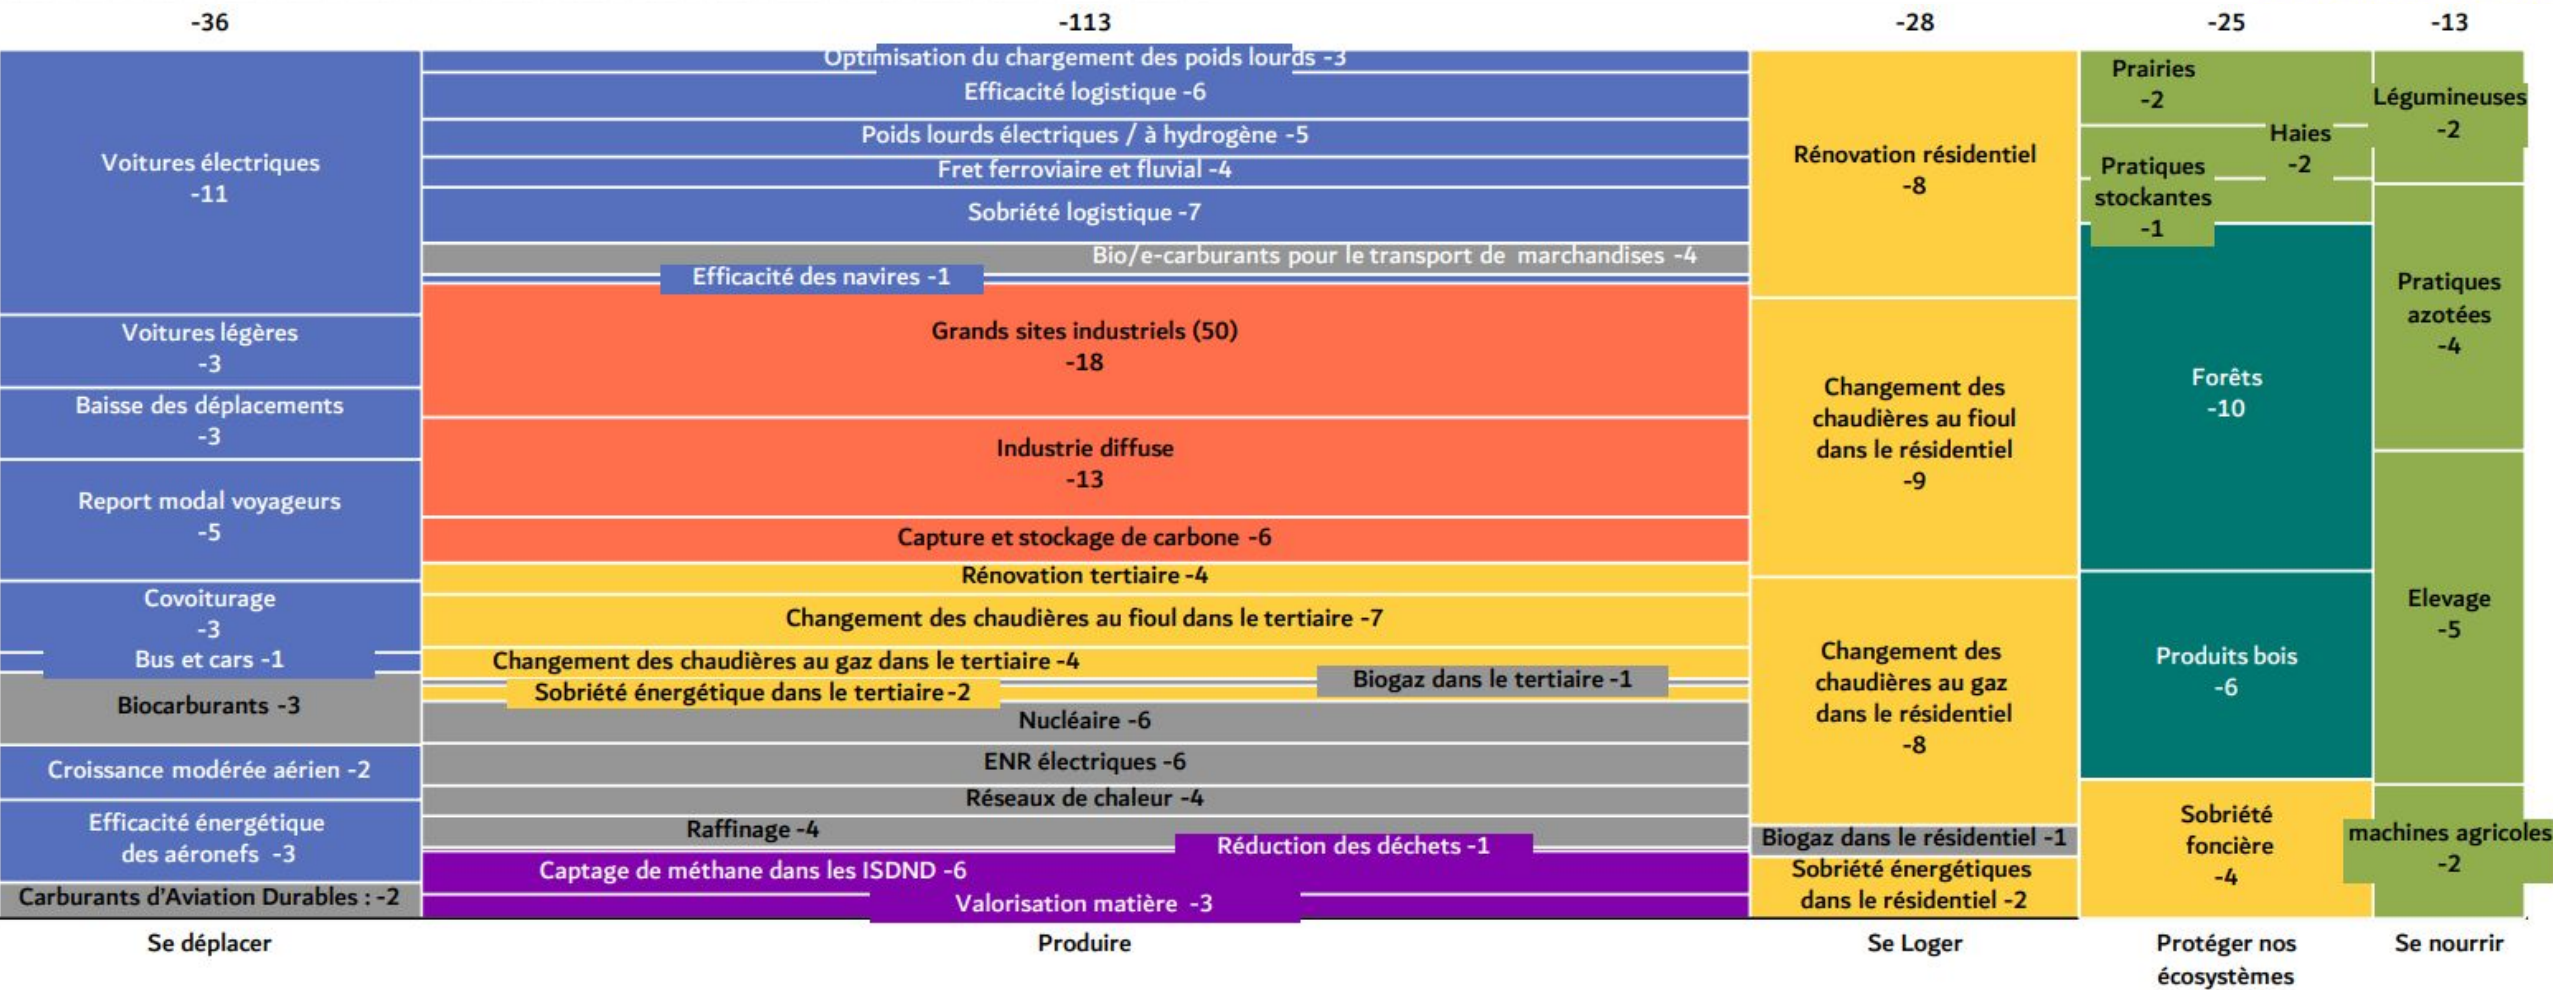 -36
-113
-28
-25
-13
Voitures électriques
-11
Voitures légères
-3
Baisse des déplacements
-3
Report modal voyageurs
-5
Covoiturage
-3
Bus et cars -1
Biocarburants -3
Croissance modérée aérien -2
Efficacité énergétique
des aéronefs -3
Carburants d'Aviation Durables : -2
Se déplacer
Optimisation du chargement des poids lourds -3
Efficacité logistique -6
Poids lourds électriques / à hydrogène -5
Fret ferroviaire et fluvial -4
Sobriété logistique -7
Bio/e-carburants pour le transport de marchandises -4
Efficacité des navires -1
Grands sites industriels (50)
-18
Industrie diffuse
-13
Capture et stockage de carbone -6
Rénovation tertiaire -4
Changement des chaudières au fioul dans le tertiaire -7
Changement des chaudières au gaz dans le tertiaire -4
Biogaz dans le tertiaire -1
Sobriété énergétique dans le tertiaire -2
Nucléaire -6
ENR électriques -6
Réseaux de chaleur -4
Raffinage -4
Réduction des déchets -1
Captage de méthane dans les ISDND -6
Valorisation matière -3
Produire
Rénovation résidentiel
-8
Changement des
chaudières au fioul
dans le résidentiel
-9
Changement des
chaudières au gaz
dans le résidentiel
-8
Biogaz dans le résidentiel -1
Sobriété énergétiques
dans le résidentiel -2
Se Loger
Prairies
-2
Haies
-2
Pratiques
stockantes
-1
Forêts
-10
Produits bois
-6
Sobriété
foncière
-4
Protéger nos
écosystèmes
Légumineuses
-2
Pratiques
azotées
-4
Elevage
-5
machines agricoles
-2
Se nourrir